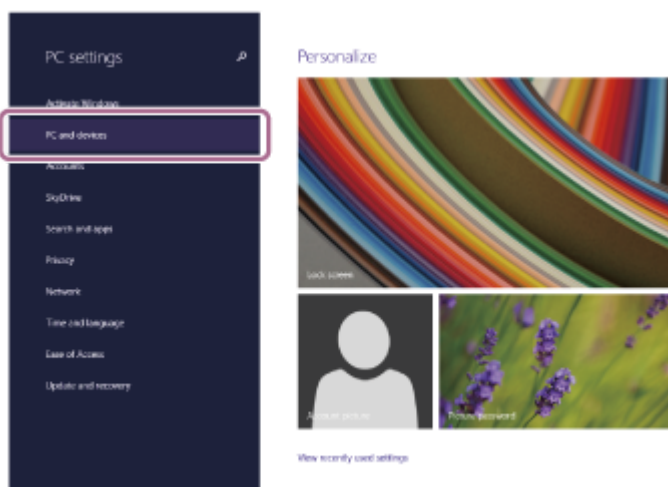 PC settings
Personalize
Activate Windows
PC and devices
Accounts
SkyDrive
Search and apps
Privacy
Network
Time and language
Ease of Access
Update and recovery
Lock screen
Account picture
Picture password
View recently used settings